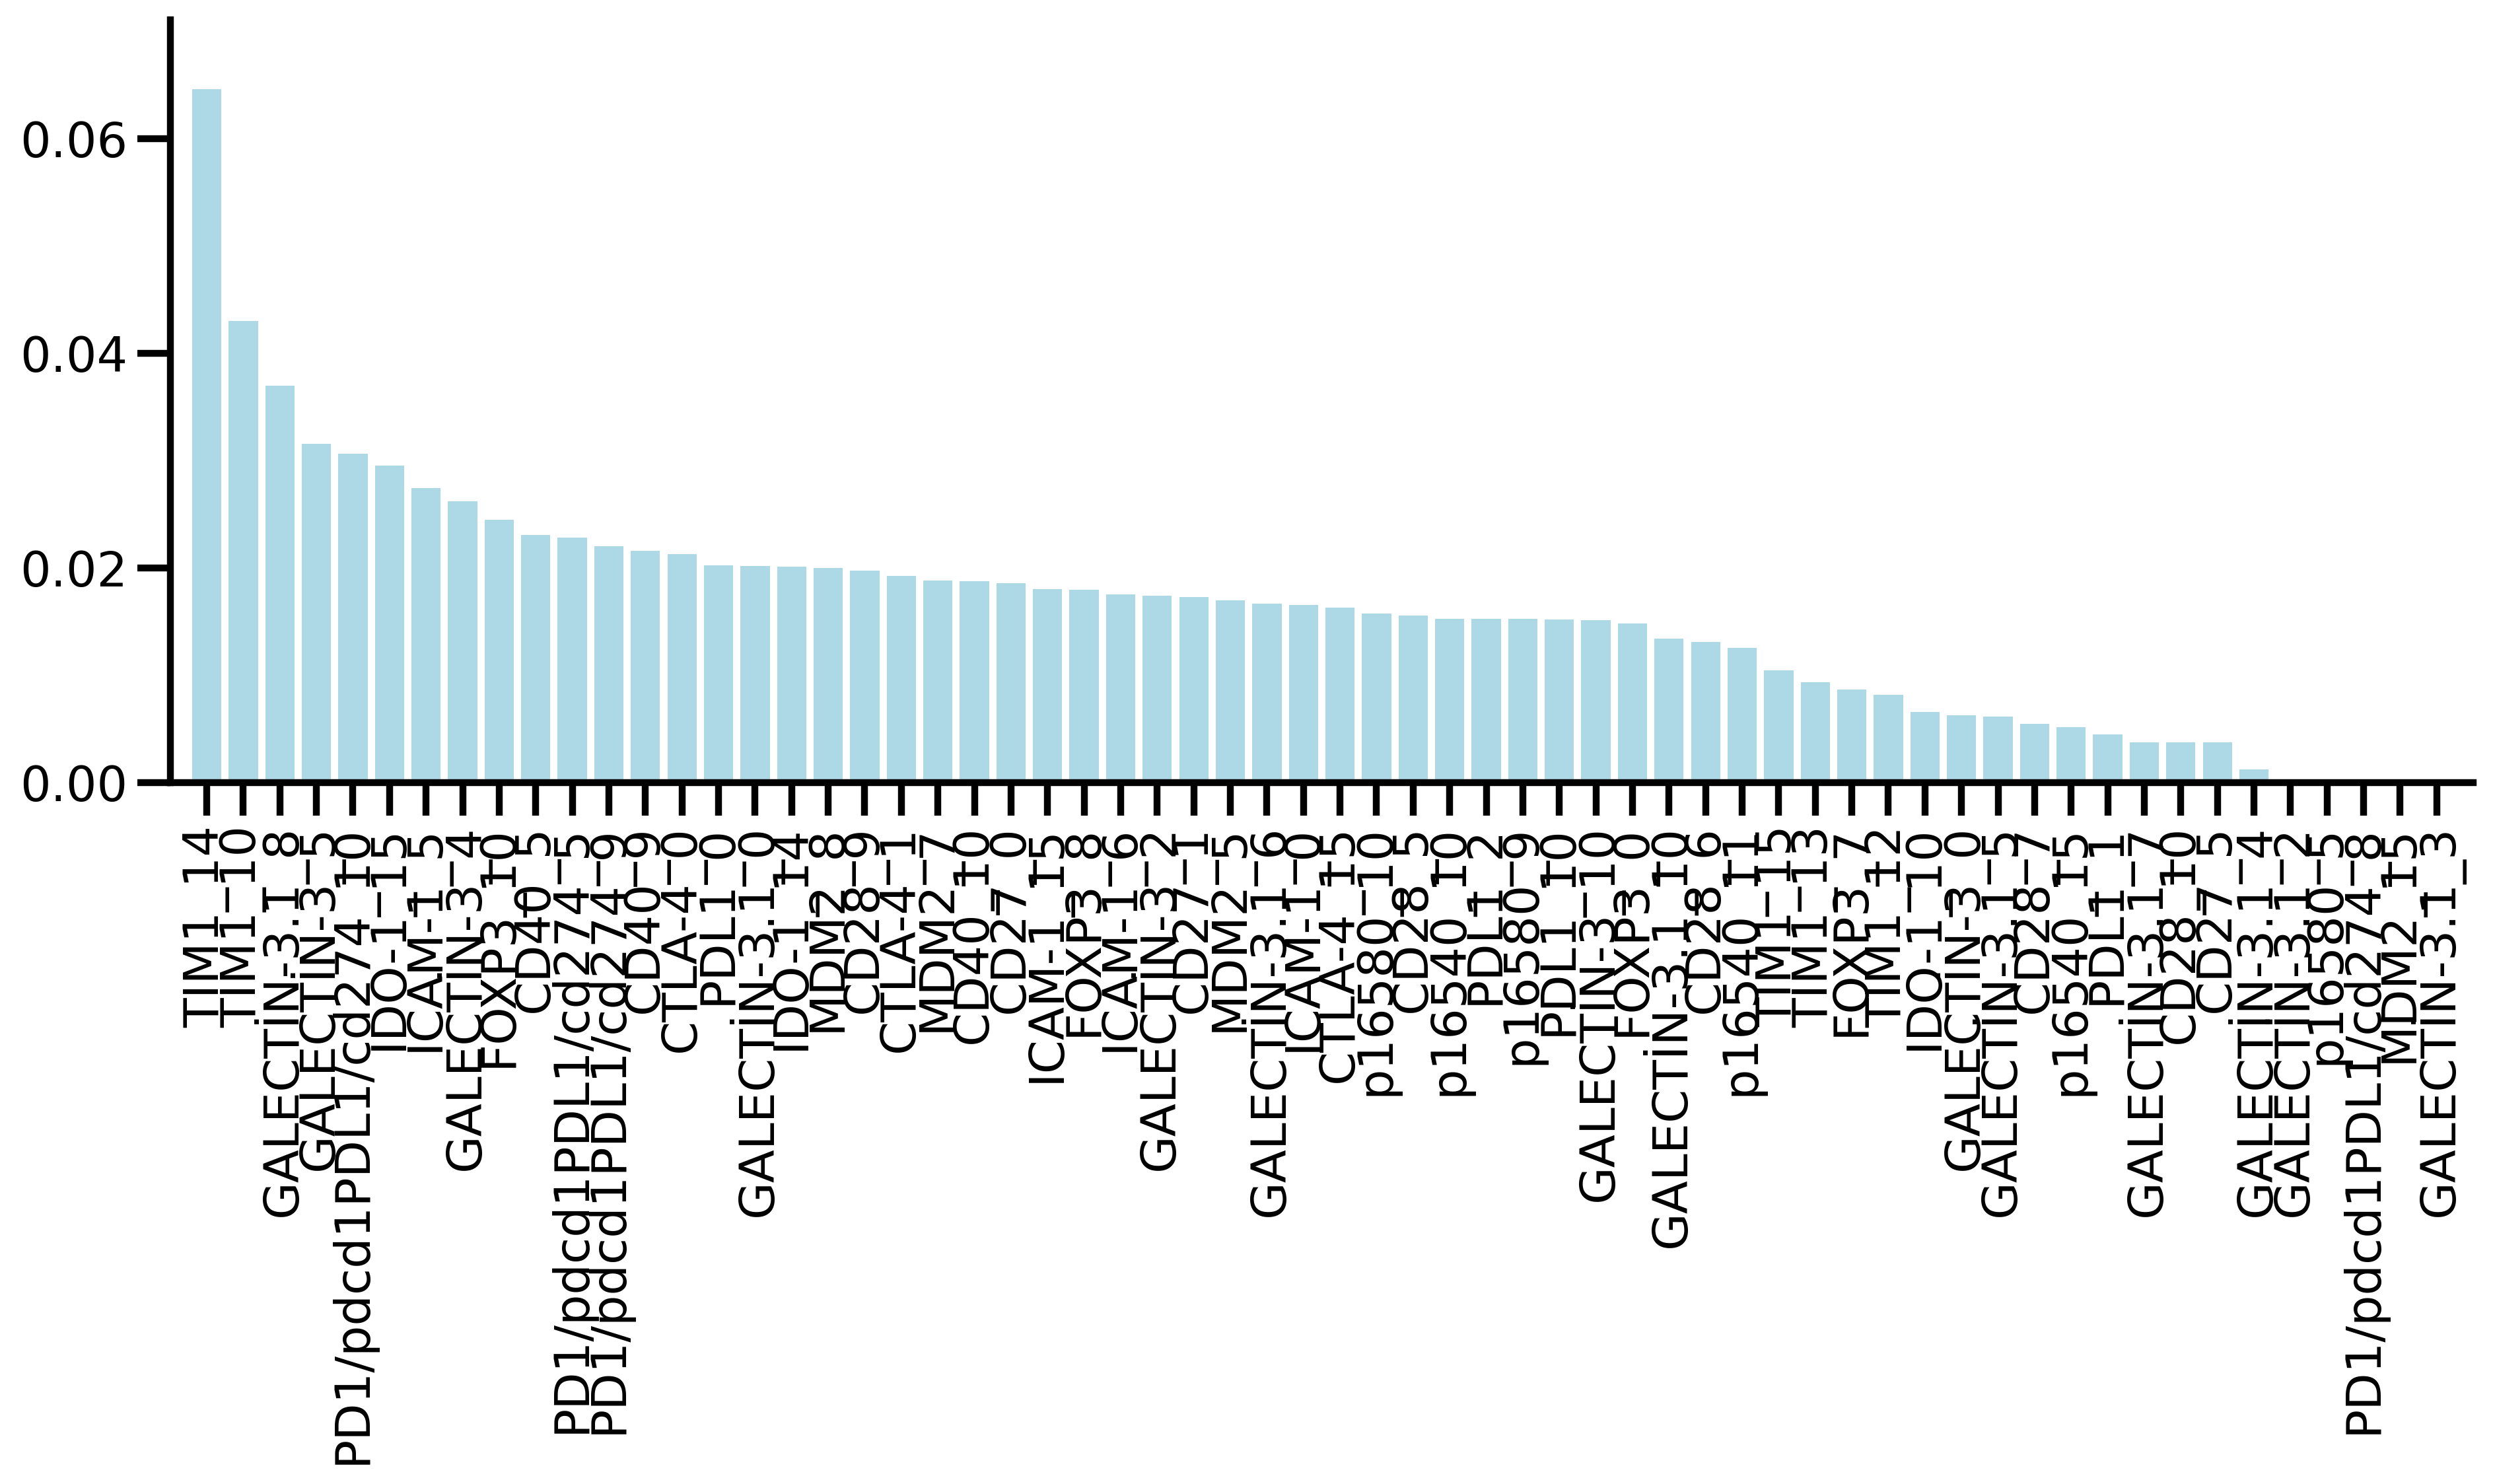 0.06
0.04
0.02
0.00
TIM1_14
TIM1_10
GALECTIN-3.1_8
GALECTIN-3_5
PD1/pdcd1PDL1/cd274_10
IDO-1_15
ICAM-1_5
GALECTIN-3_4
FOXP3_10
CD40_5
PD1/pdcd1PDL1/cd274_5
PD1/pdcd1PDL1/cd274_9
CD40_9
CTLA-4_0
PDL1_0
GALECTIN-3.1_0
IDO-1_14
MDM2_8
CD28_9
CTLA-4_1
MDM2_7
CD40_10
CD27_0
ICAM-1_15
FOXP3_8
ICAM-1_6
GALECTIN-3_2
CD27_1
MDM2_5
GALECTIN-3.1_6
ICAM-1_0
CTLA-4_15
p16580_10
CD28_5
p16540_10
PDL1_2
p16580_9
PDL1_10
GALECTIN-3_10
FOXP3_0
GALECTIN-3.1_10
CD28_6
p16540_11
TIM1_15
TIM1_13
FOXP3_7
TIM1_12
IDO-1_10
GALECTIN-3_0
GALECTIN-3.1_5
CD28_7
p16540_15
PDL1_1
GALECTIN-3.1_7
CD28_10
CD27_5
GALECTIN-3.1_4
GALECTIN-3.1_2
p16580_5
PD1/pdcd1PDL1/cd274_8
MDM2_15
GALECTIN-3.1_3